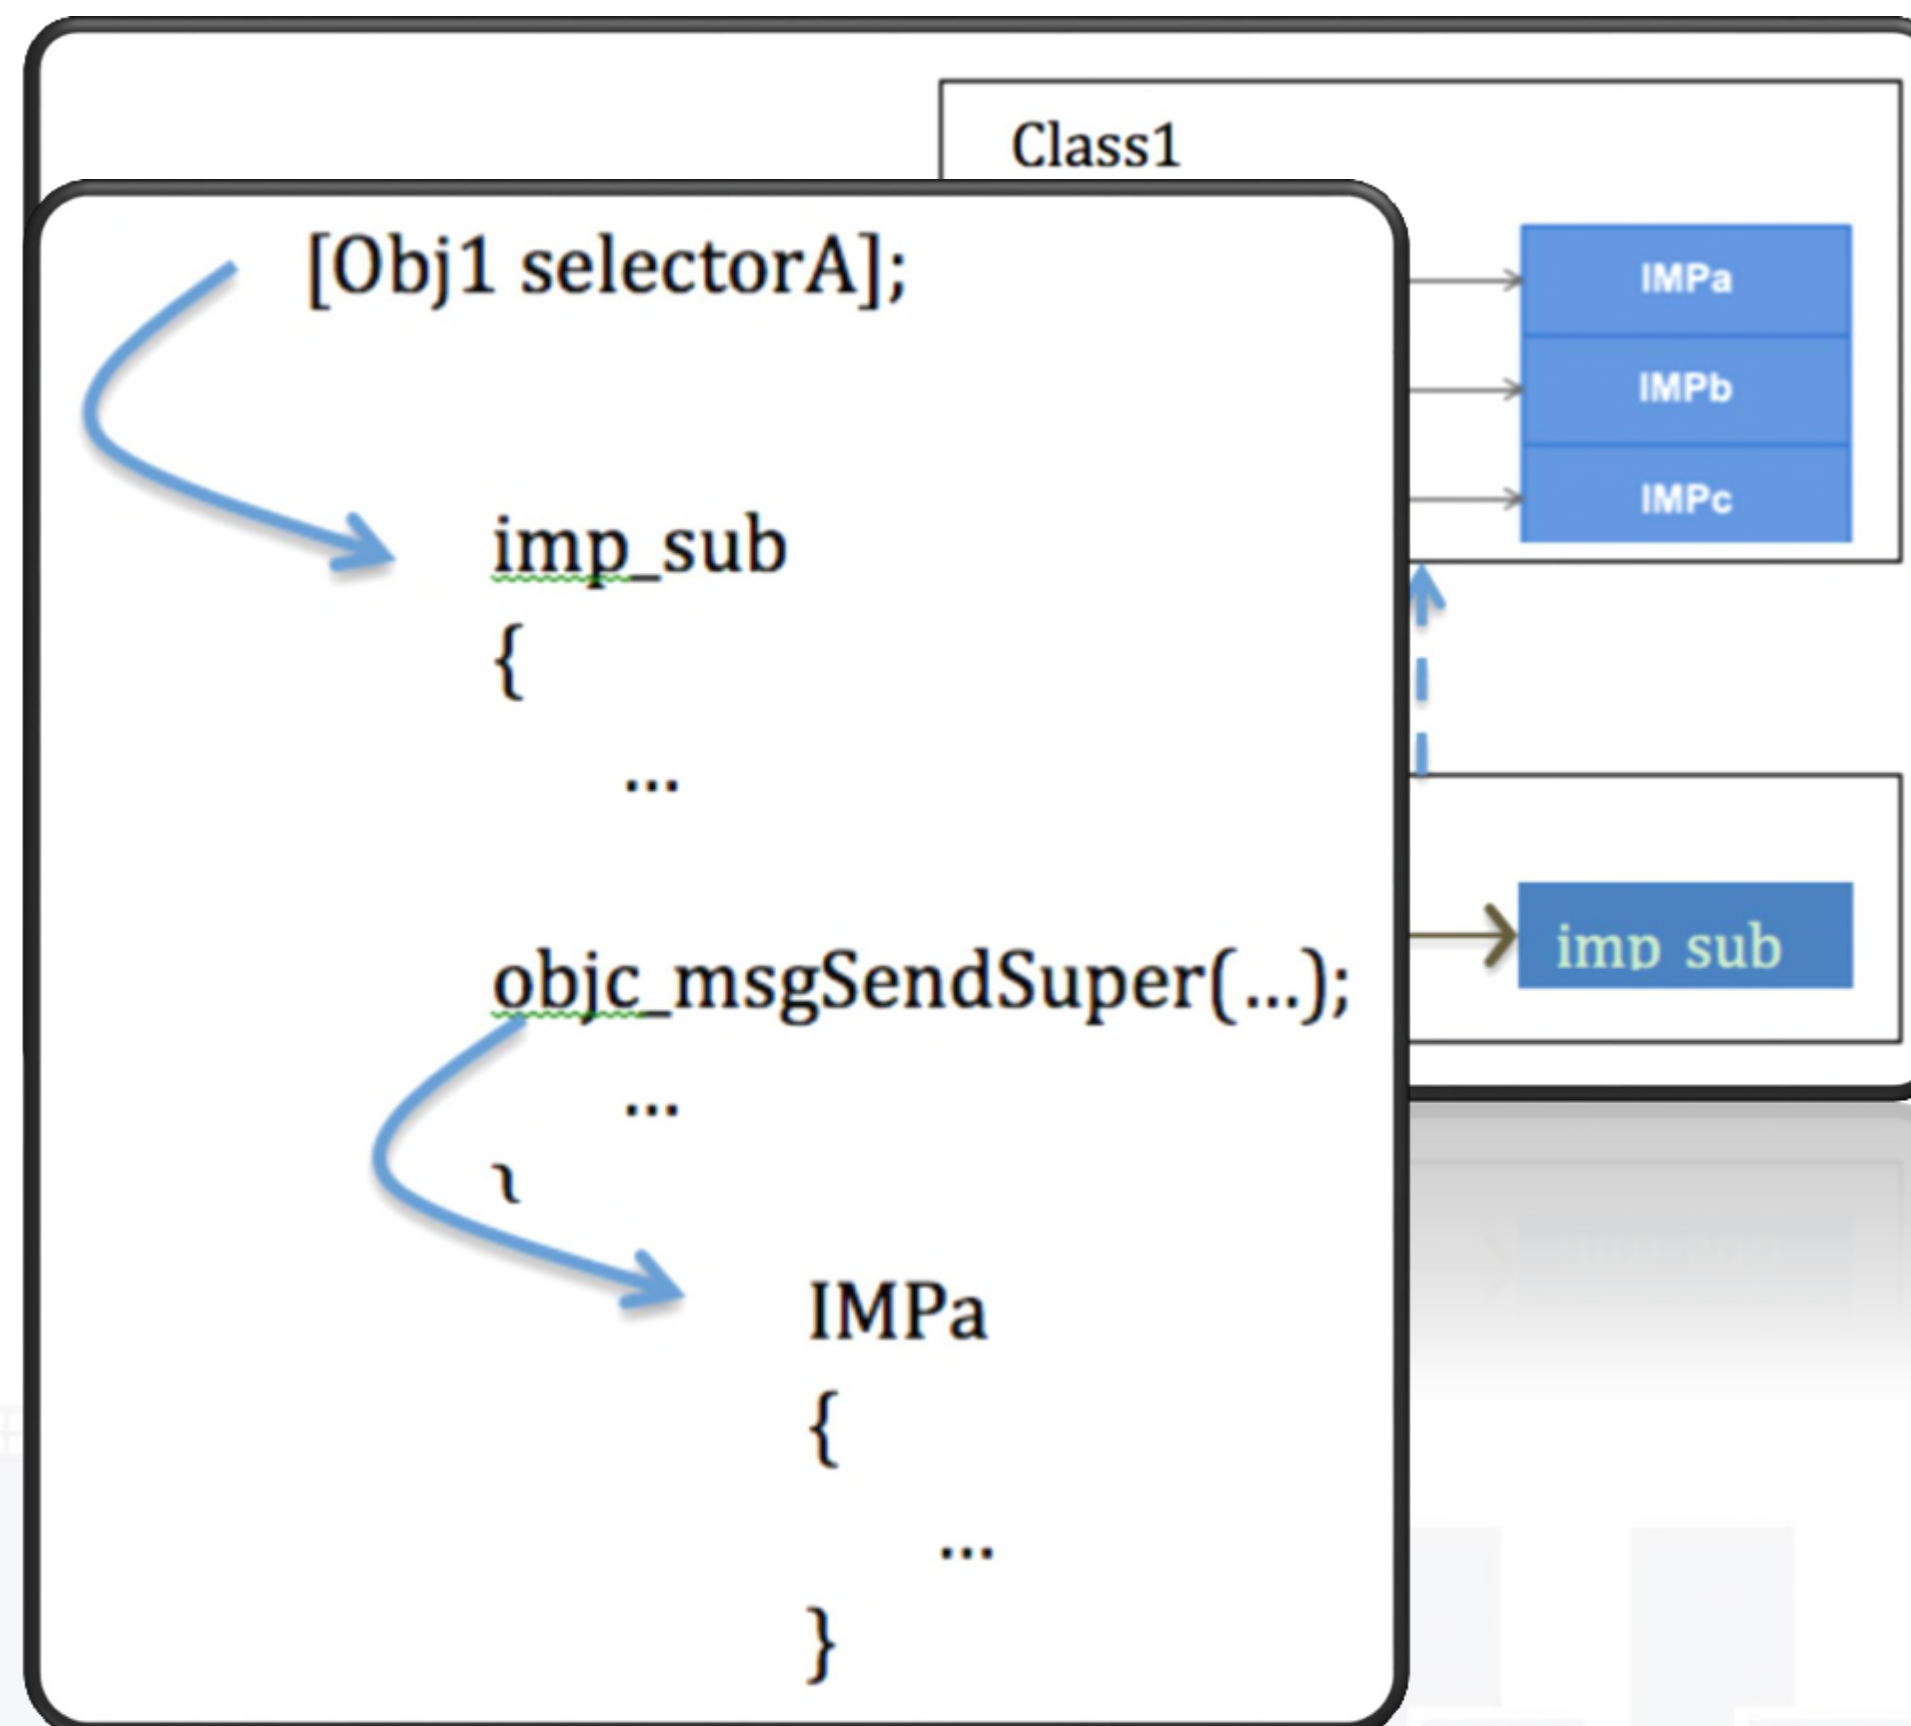 Class1
[Obj1 selectorA];
IMPa
IMPb
IMPc
imp_sub
{
...
objc_msgSendSuper(...);
...
}
IMPa
{
...
}
imp sub